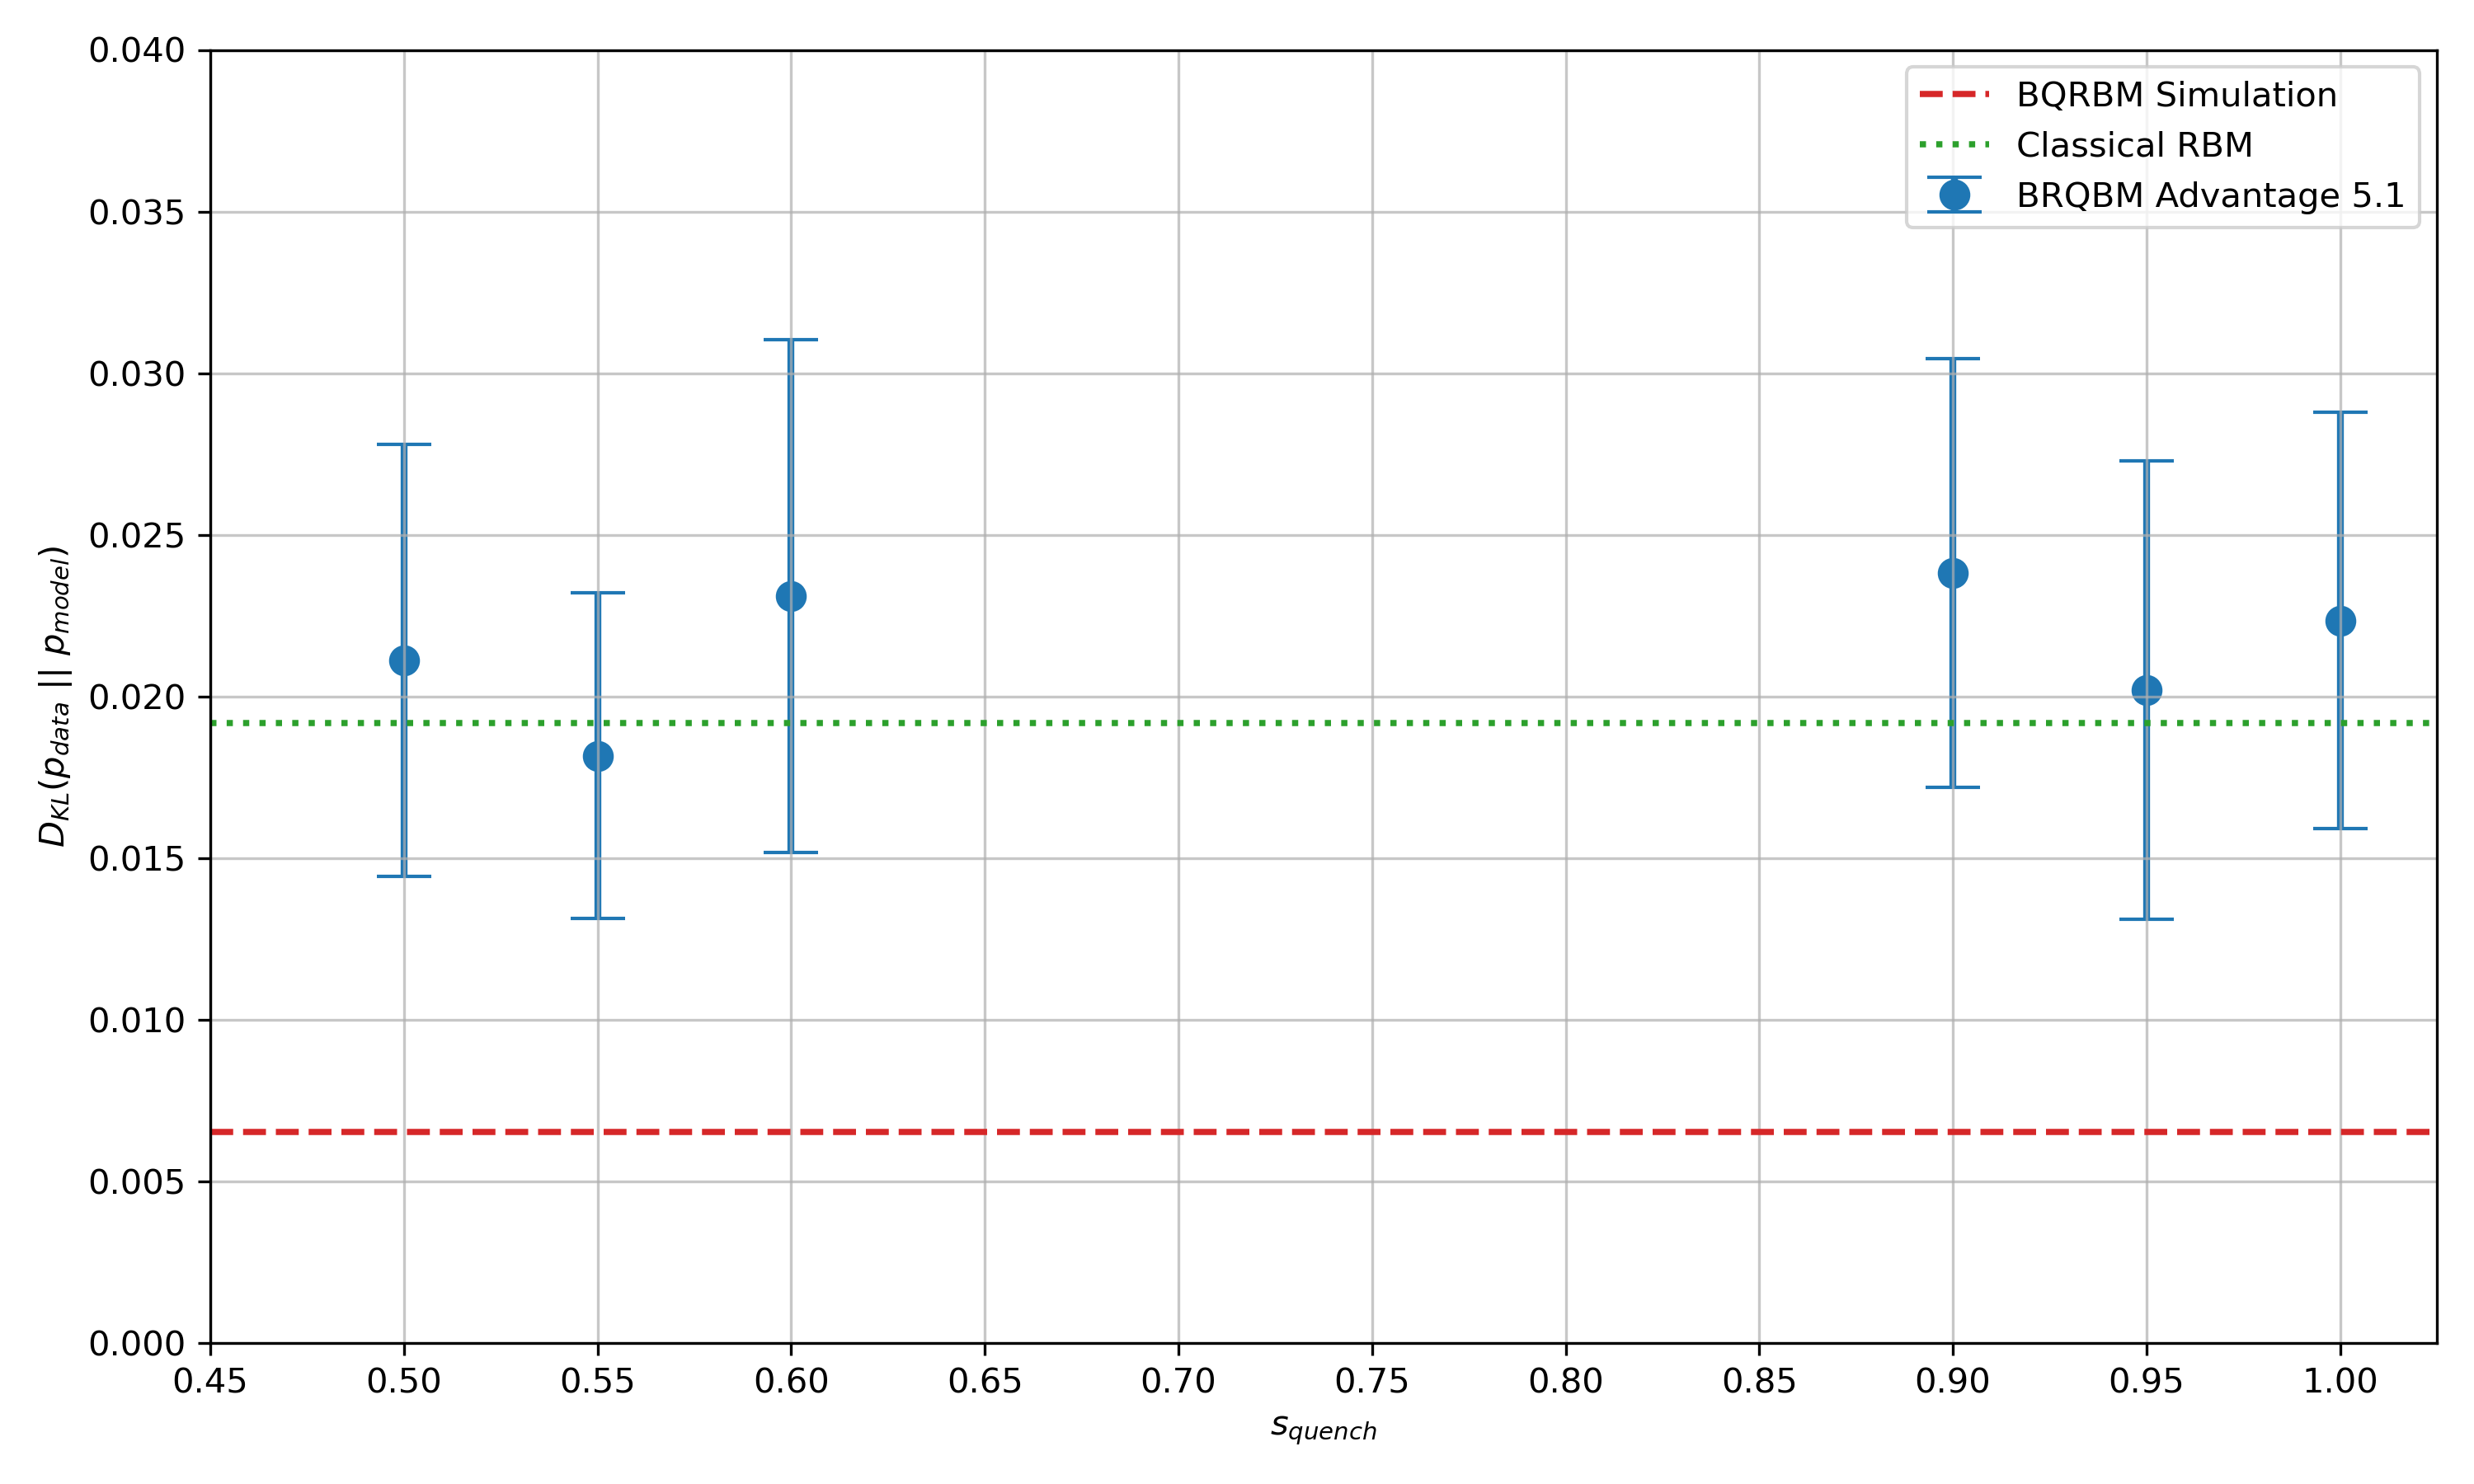 0.040
0.035
0.030
0.025
0.020
0.015
0.010
0.005
0.000
D_KL(p_data || p_model)
BQRBM Simulation
Classical RBM
BRQBM Advantage 5.1
0.45 0.50 0.55 0.60 0.65 0.70 0.75 0.80 0.85 0.90 0.95 1.00
s_quench